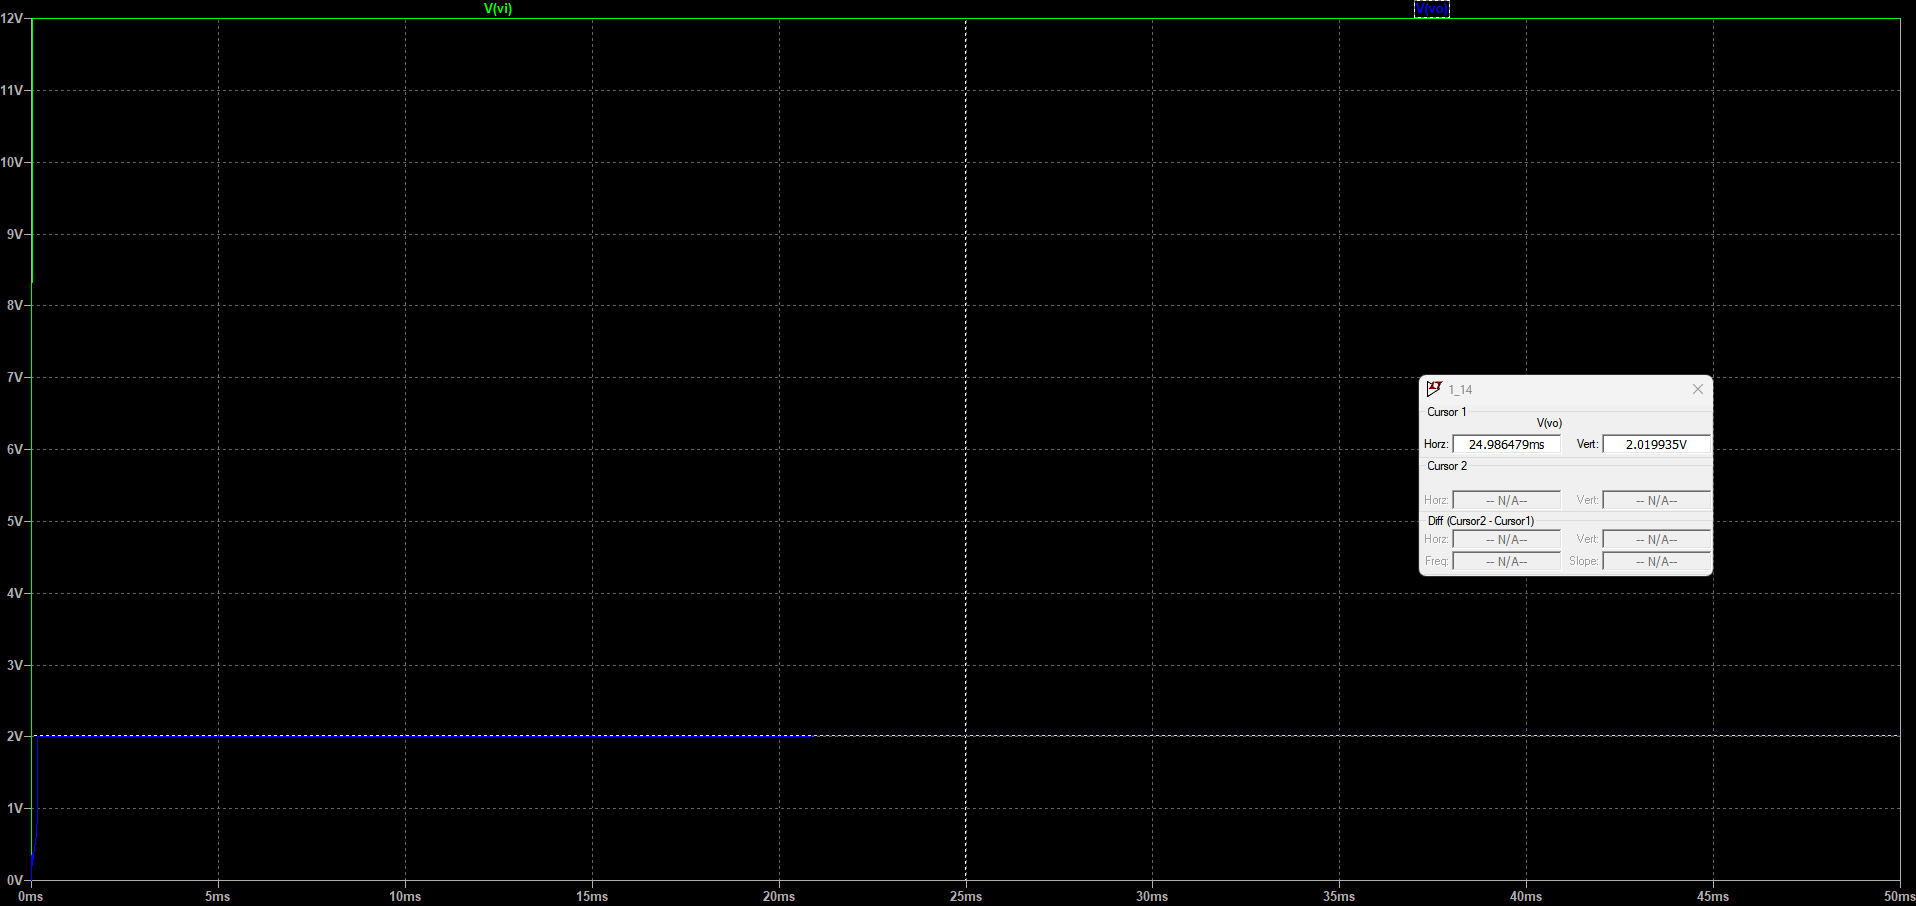 V(vi) V(vo)
12V
11V
10V
9V
8V
7V
6V
5V
4V
3V
2V
1V
0V
1_14
Cursor 1
V(vo)
Horz: 24.986479ms Vert: 2.019935V
Cursor 2
Horz: -- N/A-- Vert: -- N/A--
Diff (Cursor2 - Cursor1)
Horz: -- N/A-- Vert: -- N/A--
Freq: -- N/A-- Slope: -- N/A--
0ms 5ms 10ms 15ms 20ms 25ms 30ms 35ms 40ms 45ms 50ms